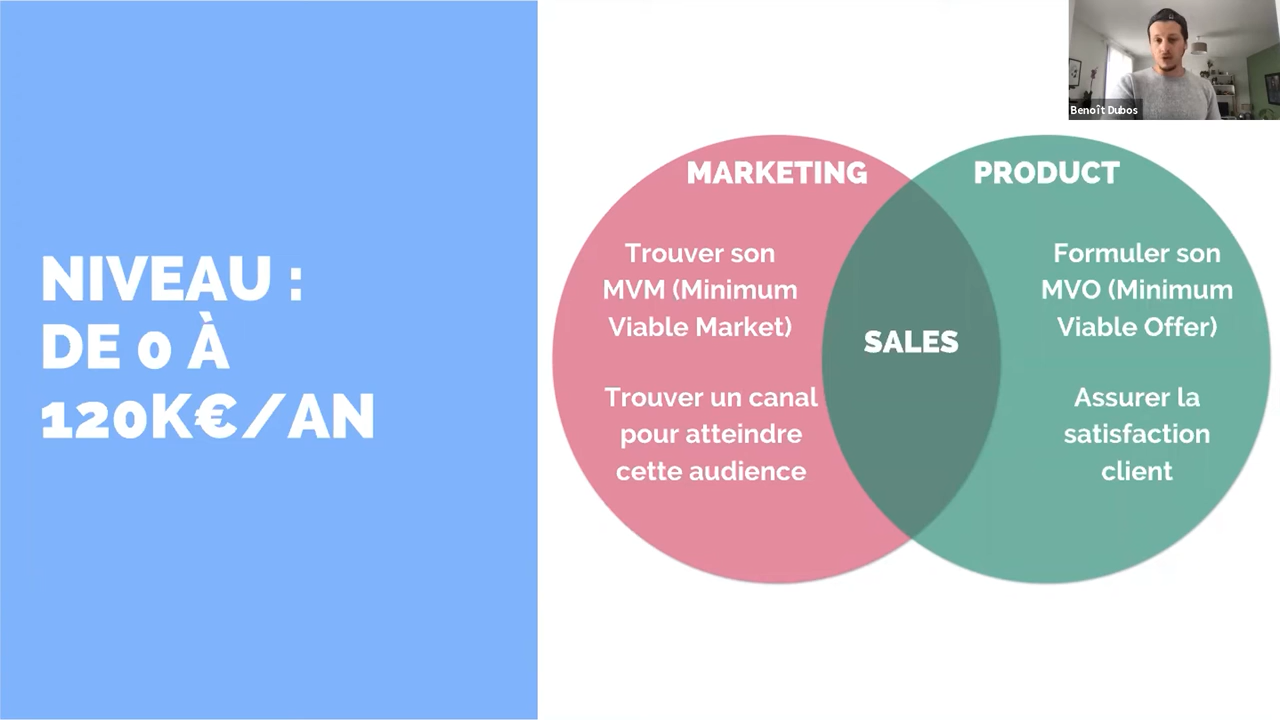 NIVEAU :
DE 0 À
120K€/AN
MARKETING
Trouver son
MVM (Minimum
Viable Market)
Trouver un canal
pour atteindre
cette audience
SALES
PRODUCT
Formuler son
MVO (Minimum
Viable Offer)
Assurer la
satisfaction
client
Benoît Dubos